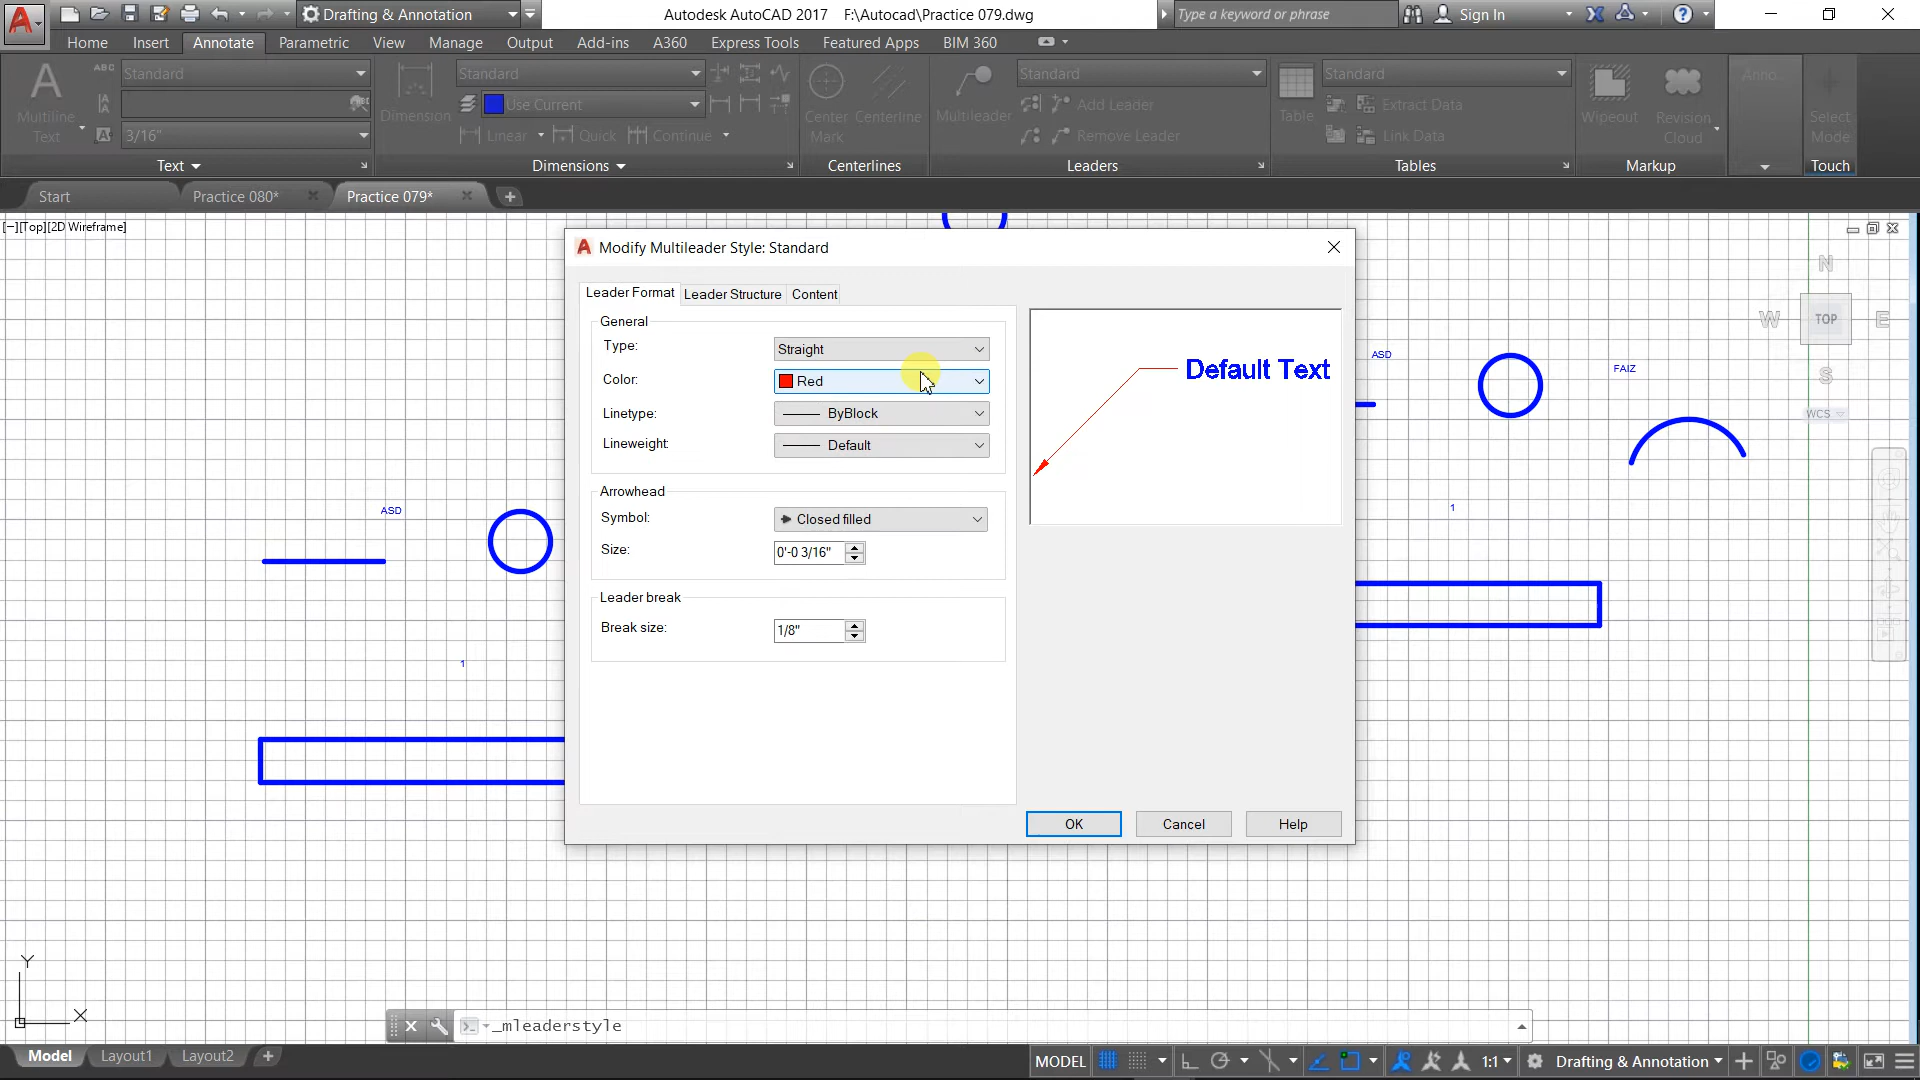 Drafting & Annotation
Autodesk AutoCAD 2017 F:\Autocad\Practice 079.dwg
Type a keyword or phrase
Sign In
Home Insert Annotate Parametric View Manage Output Add-ins A360 Express Tools Featured Apps BIM 360
Multiline Text
ABC Standard
A
3/16"
Text
Dimension
Standard
Use Current
Linear Quick Continue
Dimensions
Center Mark
Centerline
Centerlines
Multileader
Standard
Add Leader
Remove Leader
Leaders
Table
Standard
Extract Data
Link Data
Tables
Wipeout
Revision Cloud
Markup
Anno...
Select Mode
Touch
Start Practice 080* Practice 079*
[−][Top][2D Wireframe]
N
W TOP E
S
WCS
Modify Multileader Style: Standard
Leader Format Leader Structure Content
General
Type: Straight
Color: Red
Linetype: ByBlock
Lineweight: Default
Arrowhead
Symbol: Closed filled
Size: 0'-0 3/16"
Leader break
Break size: 1/8"
Default Text
OK Cancel Help
ASD
FAIZ
1
ASD
1
Y
X
_mleaderstyle
Model Layout1 Layout2
MODEL 1:1 Drafting & Annotation